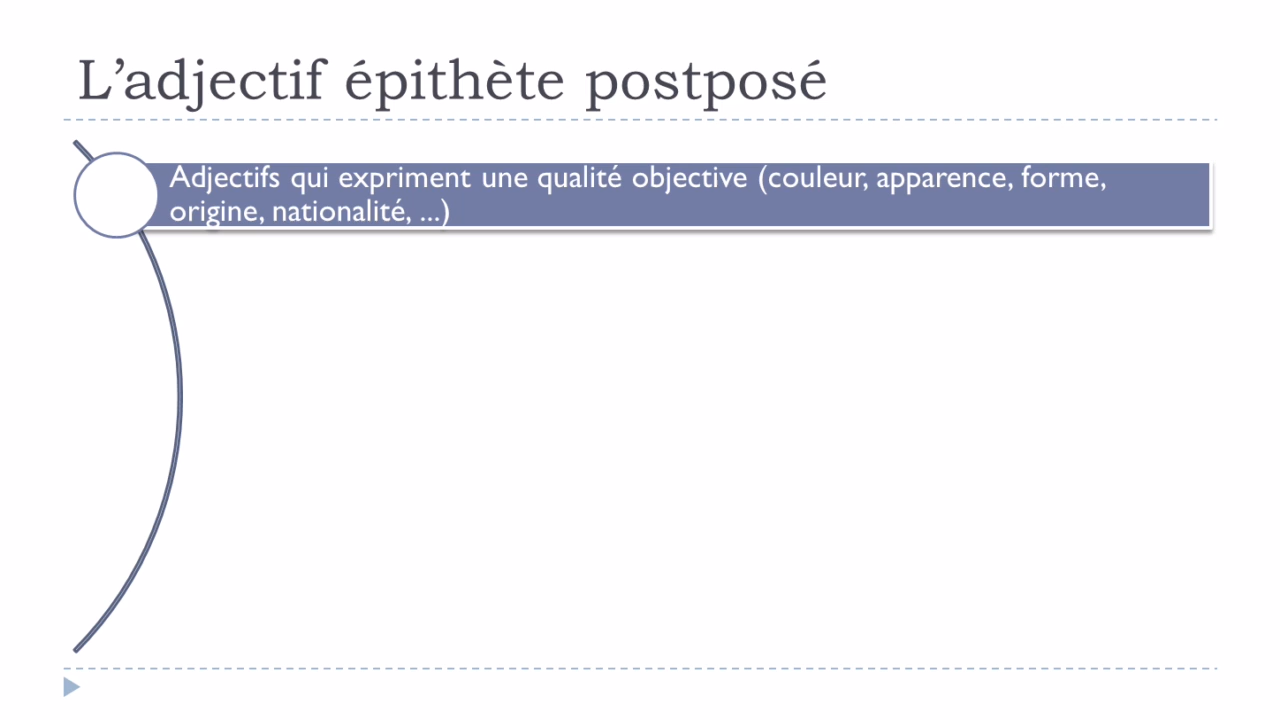 L’adjectif épithète postposé
Adjectifs qui expriment une qualité objective (couleur, apparence, forme,
origine, nationalité, ...)